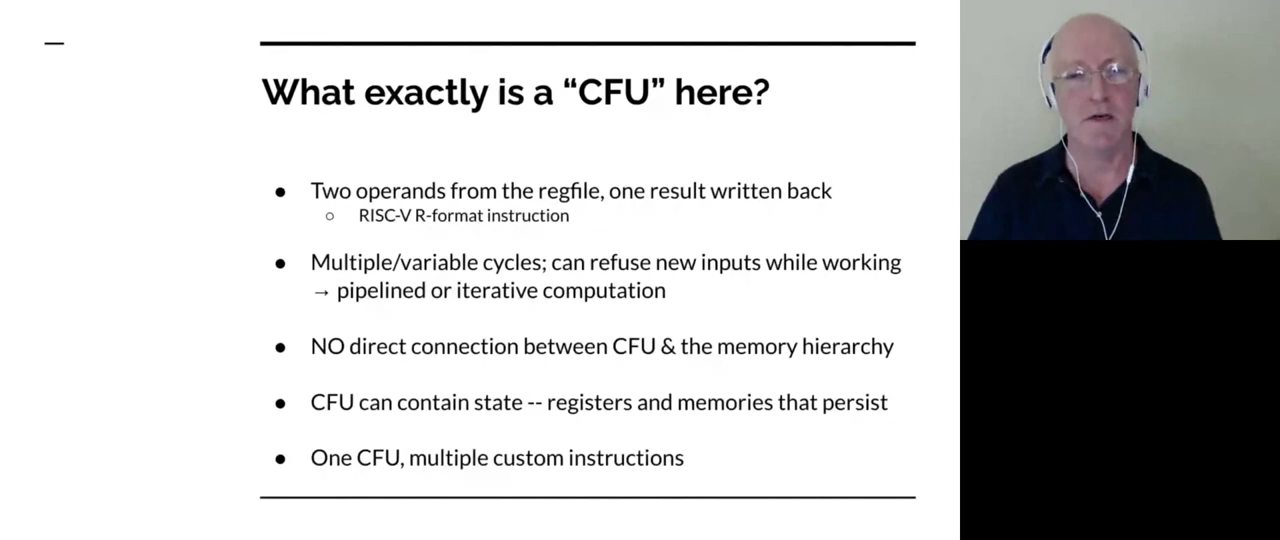 What exactly is a “CFU” here?
● Two operands from the regfile, one result written back
○ RISC-V R-format instruction
● Multiple/variable cycles; can refuse new inputs while working
→ pipelined or iterative computation
● NO direct connection between CFU & the memory hierarchy
● CFU can contain state -- registers and memories that persist
● One CFU, multiple custom instructions